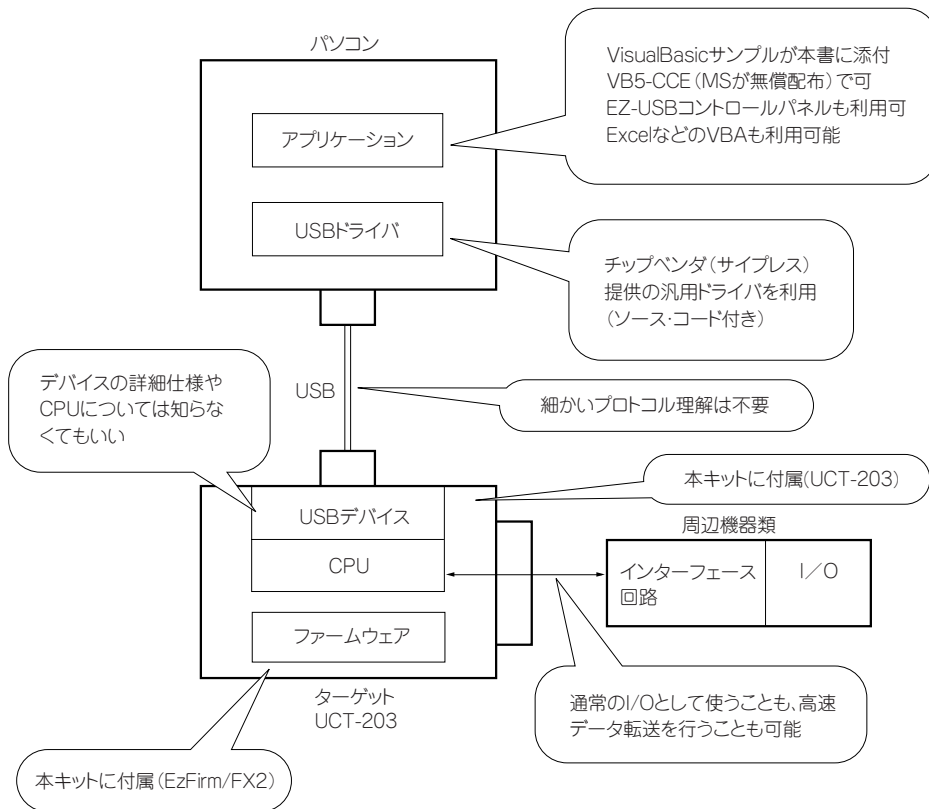 パソコン
VisualBasicサンプルが本書に添付
VB5-CCE(MSが無償配布)で可
EZ-USBコントロールパネルも利用可
ExcelなどのVBAも利用可能
アプリケーション
USBドライバ
チップベンダ(サイプレス)
提供の汎用ドライバを利用
(ソース・コード付き)
デバイスの詳細仕様や
CPUについては知らな
くてもいい
USB
細かいプロトコル理解は不要
本キットに付属(UCT-203)
USBデバイス
CPU
ファームウェア
周辺機器類
インターフェース
回路
I/O
ターゲット
UCT-203
通常のI/Oとして使うことも、高速
データ転送を行うことも可能
本キットに付属(EzFirm/FX2)